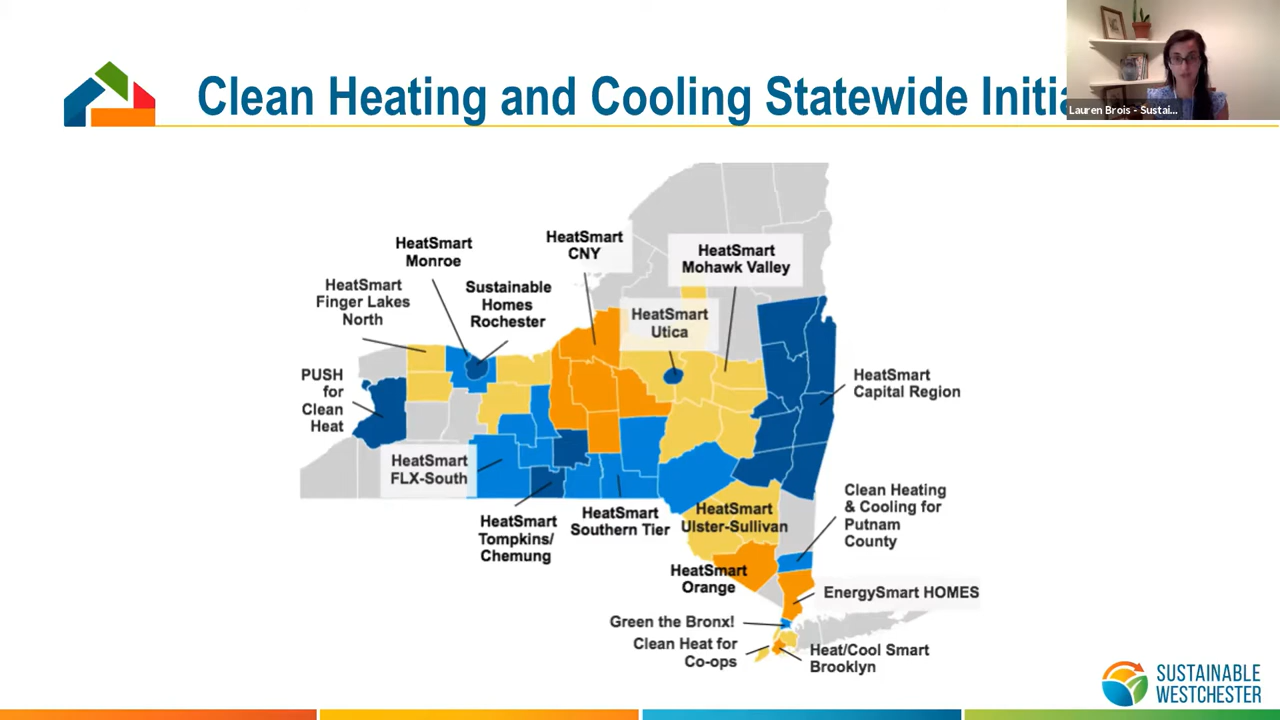 Clean Heating and Cooling Statewide Initia
Lauren Brois - Sustai...
HeatSmart
Monroe
HeatSmart
CNY
HeatSmart
Mohawk Valley
HeatSmart
Finger Lakes
North
Sustainable
Homes
Rochester
HeatSmart
Utica
PUSH
for
Clean
Heat
HeatSmart
Capital Region
HeatSmart
FLX-South
HeatSmart
Tompkins/
Chemung
HeatSmart
Southern Tier
HeatSmart
Ulster-Sullivan
Clean Heating
& Cooling for
Putnam
County
HeatSmart
Orange
EnergySmart HOMES
Green the Bronx!
Clean Heat for
Co-ops
Heat/Cool Smart
Brooklyn
SUSTAINABLE
WESTCHESTER